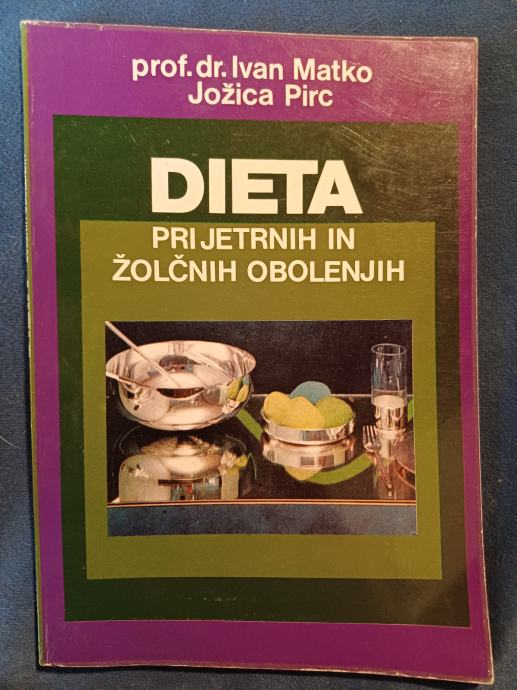 prof. dr. Ivan Matko
Jožica Pirc
DIETA
PRI JETRNIH IN
ŽOLČNIH OBOLENJIH